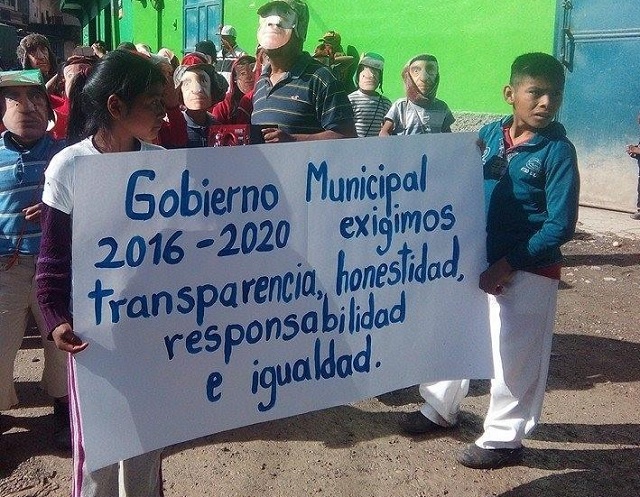 Gobierno Municipal
2016-2020 exigimos
transparencia, honestidad,
responsabilidad
e igualdad.